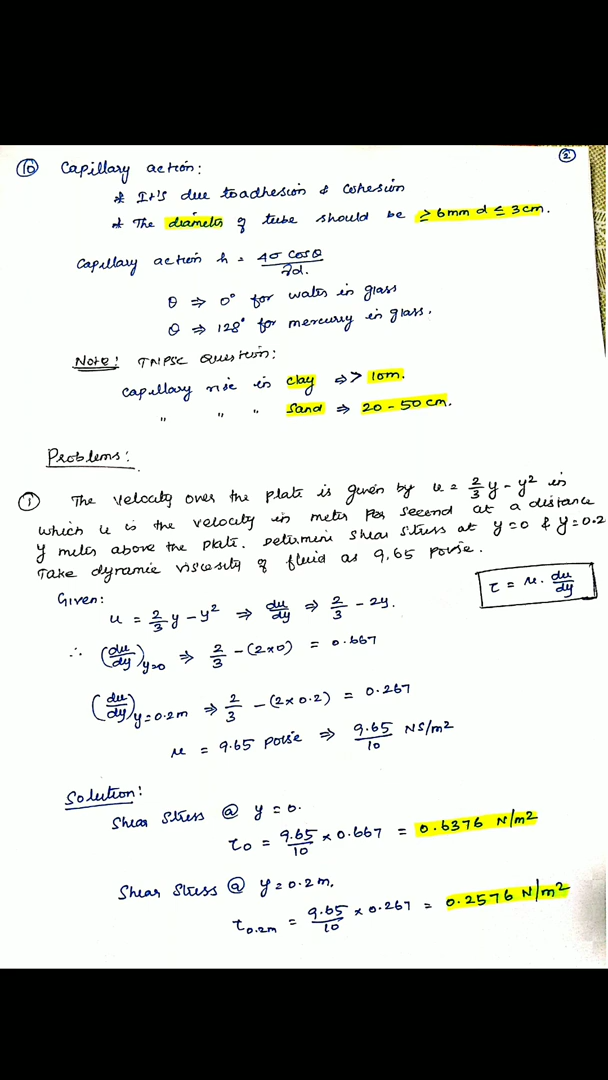 ②
⑩ Capillary action:
* It's due to adhesion & cohesion
* The diameter of tube should be ≥ 6mm d ≤ 3cm.
Capillary action h = 4σ cosθ / γd.
θ ⇒ 0° for water in glass
θ ⇒ 128° for mercury in glass.
Note: TNPSC Question:
Capillary rise in clay ⇒ > 10m.
" " " Sand ⇒ 20 - 50 cm.
Problems:
① The velocity over the plate is given by u = 2/3 y - y² in
which u is the velocity in meter per second at a distance
y meter above the plate. Determine shear stress at y=0 & y=0.2
Take dynamic viscosity of fluid as 9.65 poise.
Given:
τ = μ. du/dy
u = 2/3 y - y² ⇒ du/dy ⇒ 2/3 - 2y.
∴ (du/dy)y=0 ⇒ 2/3 - (2×0) = 0.667
(du/dy)y=0.2m ⇒ 2/3 - (2×0.2) = 0.267
μ = 9.65 poise ⇒ 9.65/10 NS/m2
Solution:
Shear Stress @ y = 0.
τ0 = 9.65/10 × 0.667 = 0.6376 N/m2
Shear Stress @ y = 0.2m.
τ0.2m = 9.65/10 × 0.267 = 0.2576 N/m2